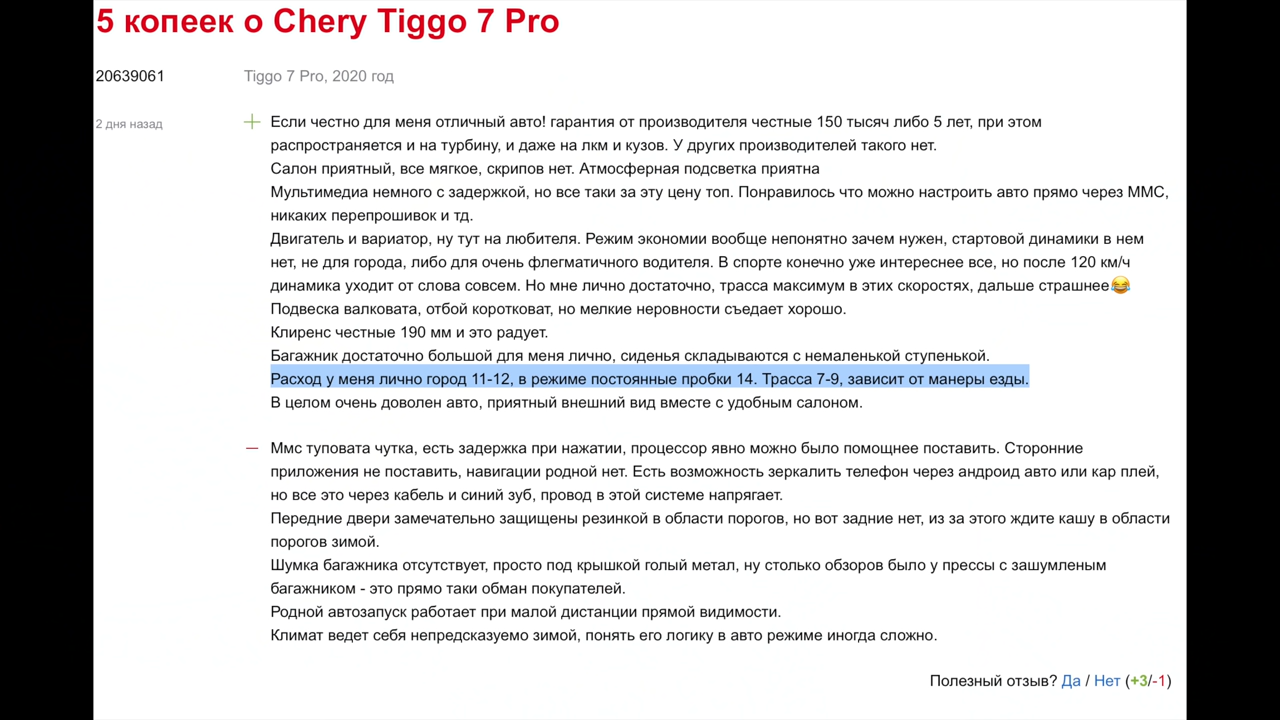 5 копеек о Chery Tiggo 7 Pro
20639061
Tiggo 7 Pro, 2020 год
2 дня назад
Если честно для меня отличный авто! гарантия от производителя честные 150 тысяч либо 5 лет, при этом
распространяется и на турбину, и даже на лкм и кузов. У других производителей такого нет.
Салон приятный, все мягкое, скрипов нет. Атмосферная подсветка приятна
Мультимедиа немного с задержкой, но все таки за эту цену топ. Понравилось что можно настроить авто прямо через ММС,
никаких перепрошивок и тд.
Двигатель и вариатор, ну тут на любителя. Режим экономии вообще непонятно зачем нужен, стартовой динамики в нем
нет, не для города, либо для очень флегматичного водителя. В спорте конечно уже интереснее все, но после 120 км/ч
динамика уходит от слова совсем. Но мне лично достаточно, трасса максимум в этих скоростях, дальше страшнее😂
Подвеска валковата, отбой коротковат, но мелкие неровности съедает хорошо.
Клиренс честные 190 мм и это радует.
Багажник достаточно большой для меня лично, сиденья складываются с немаленькой ступенькой.
Расход у меня лично город 11-12, в режиме постоянные пробки 14. Трасса 7-9, зависит от манеры езды.
В целом очень доволен авто, приятный внешний вид вместе с удобным салоном.
Ммс туповата чутка, есть задержка при нажатии, процессор явно можно было помощнее поставить. Сторонние
приложения не поставить, навигации родной нет. Есть возможность зеркалить телефон через андроид авто или кар плей,
но все это через кабель и синий зуб, провод в этой системе напрягает.
Передние двери замечательно защищены резинкой в области порогов, но вот задние нет, из за этого ждите кашу в области
порогов зимой.
Шумка багажника отсутствует, просто под крышкой голый метал, ну столько обзоров было у прессы с зашумленым
багажником - это прямо таки обман покупателей.
Родной автозапуск работает при малой дистанции прямой видимости.
Климат ведет себя непредсказуемо зимой, понять его логику в авто режиме иногда сложно.
Полезный отзыв? Да / Нет (+3/-1)